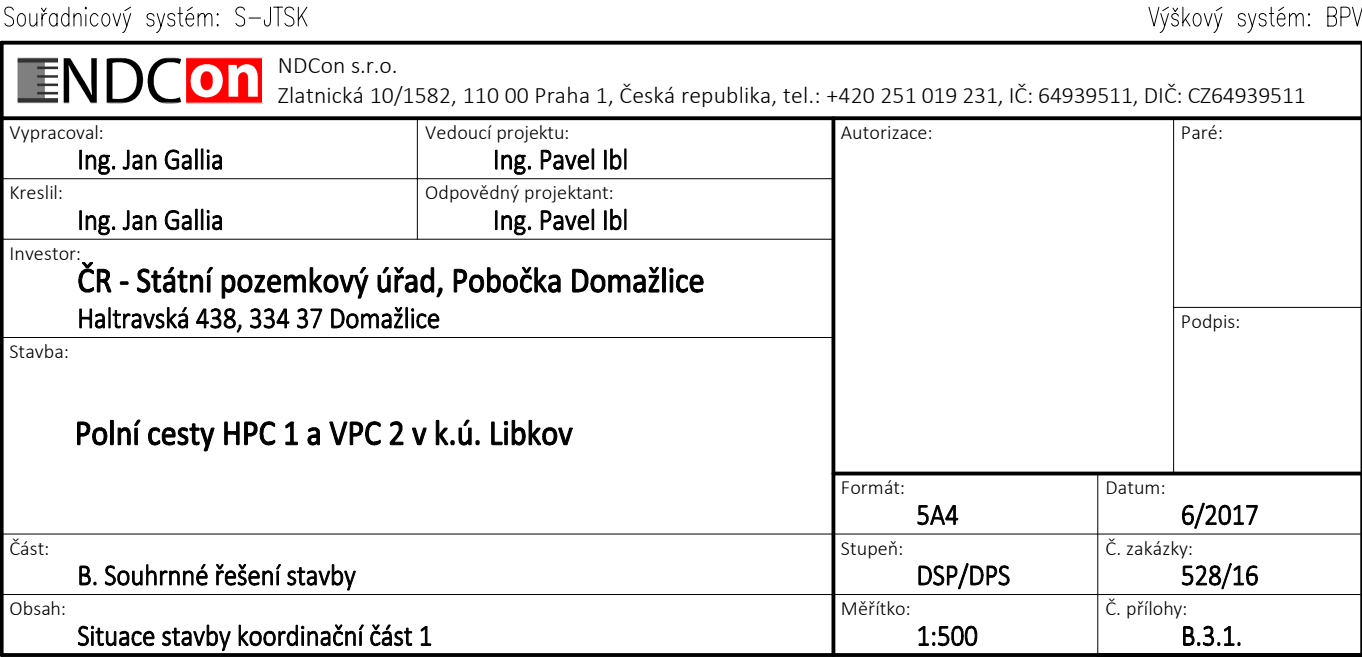 Souřadnicový systém: S-JTSK
Výškový systém: BPV
NDCon
NDCon s.r.o.
Zlatnická 10/1582, 110 00 Praha 1, Česká republika, tel.: +420 251 019 231, IČ: 64939511, DIČ: CZ64939511
Vypracoval:
Ing. Jan Gallia
Vedoucí projektu:
Ing. Pavel Ibl
Kreslil:
Ing. Jan Gallia
Odpovědný projektant:
Ing. Pavel Ibl
Investor:
ČR - Státní pozemkový úřad, Pobočka Domažlice
Haltravská 438, 334 37 Domažlice
Stavba:
Polní cesty HPC 1 a VPC 2 v k.ú. Libkov
Část:
B. Souhrnné řešení stavby
Obsah:
Situace stavby koordinační část 1
Autorizace:
Paré:
Podpis:
Formát:
5A4
Datum:
6/2017
Stupeň:
DSP/DPS
Č. zakázky:
528/16
Měřítko:
1:500
Č. přílohy:
B.3.1.